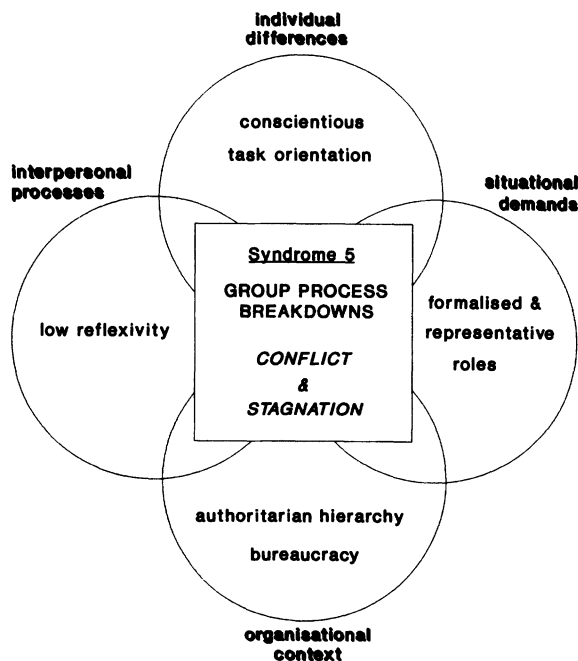 individual
differences
conscientious
task orientation
interpersonal
processes
situational
demands
Syndrome 5
GROUP PROCESS
BREAKDOWNS
CONFLICT
&
STAGNATION
low reflexivity
formalised &
representative
roles
authoritarian hierarchy
bureaucracy
organisational
context